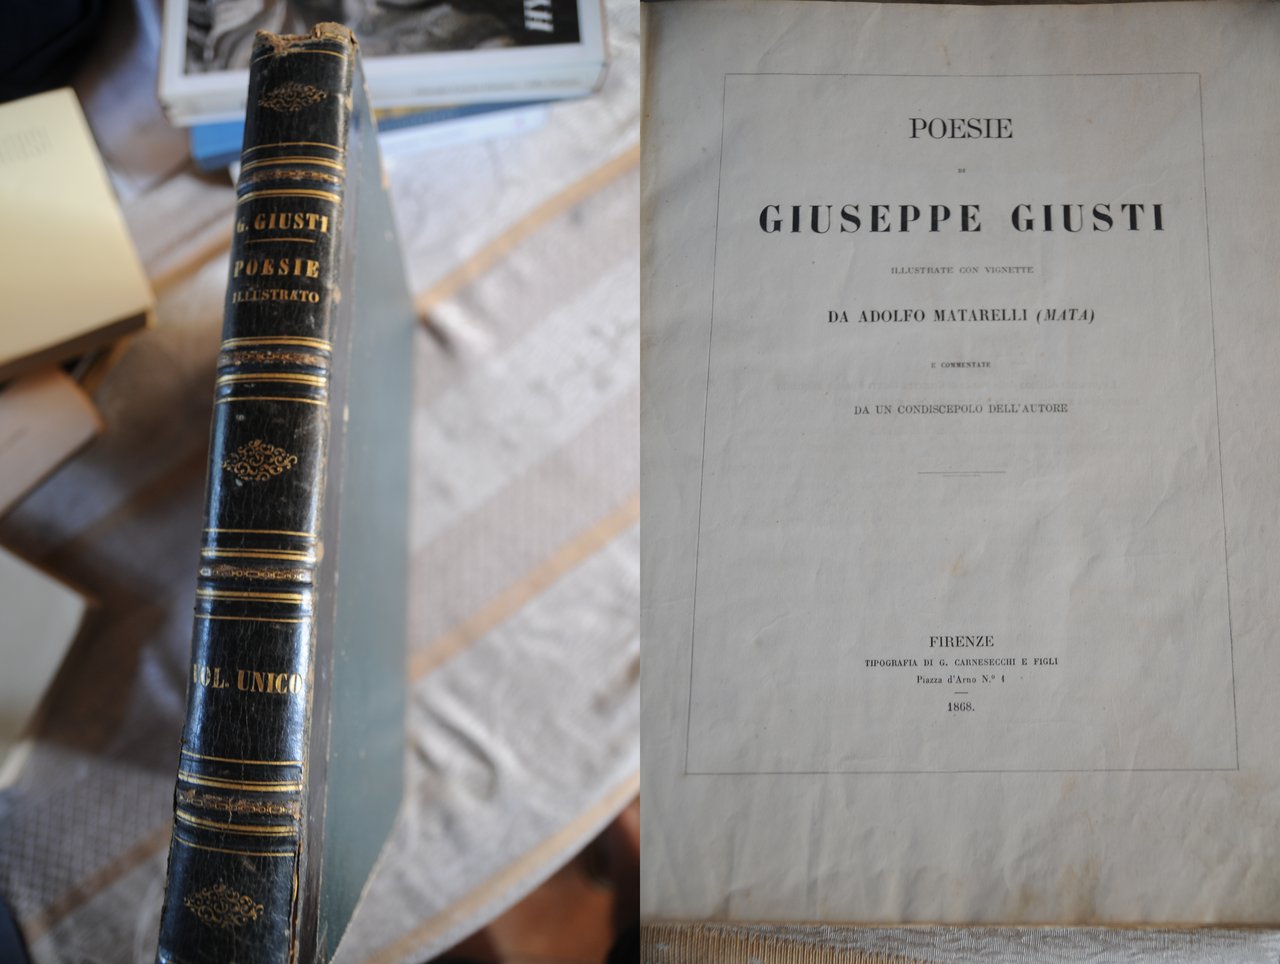 HY
G. GIUSTI
POESIE
ILLUSTRATO
VOL. UNICO
POESIE
DI
GIUSEPPE GIUSTI
ILLUSTRATE CON VIGNETTE
DA ADOLFO MATARELLI (MATA)
E COMMENTATE
DA UN CONDISCEPOLO DELL'AUTORE
FIRENZE
TIPOGRAFIA DI G. CARNESECCHI E FIGLI
Piazza d'Arno N.º 1
1868.